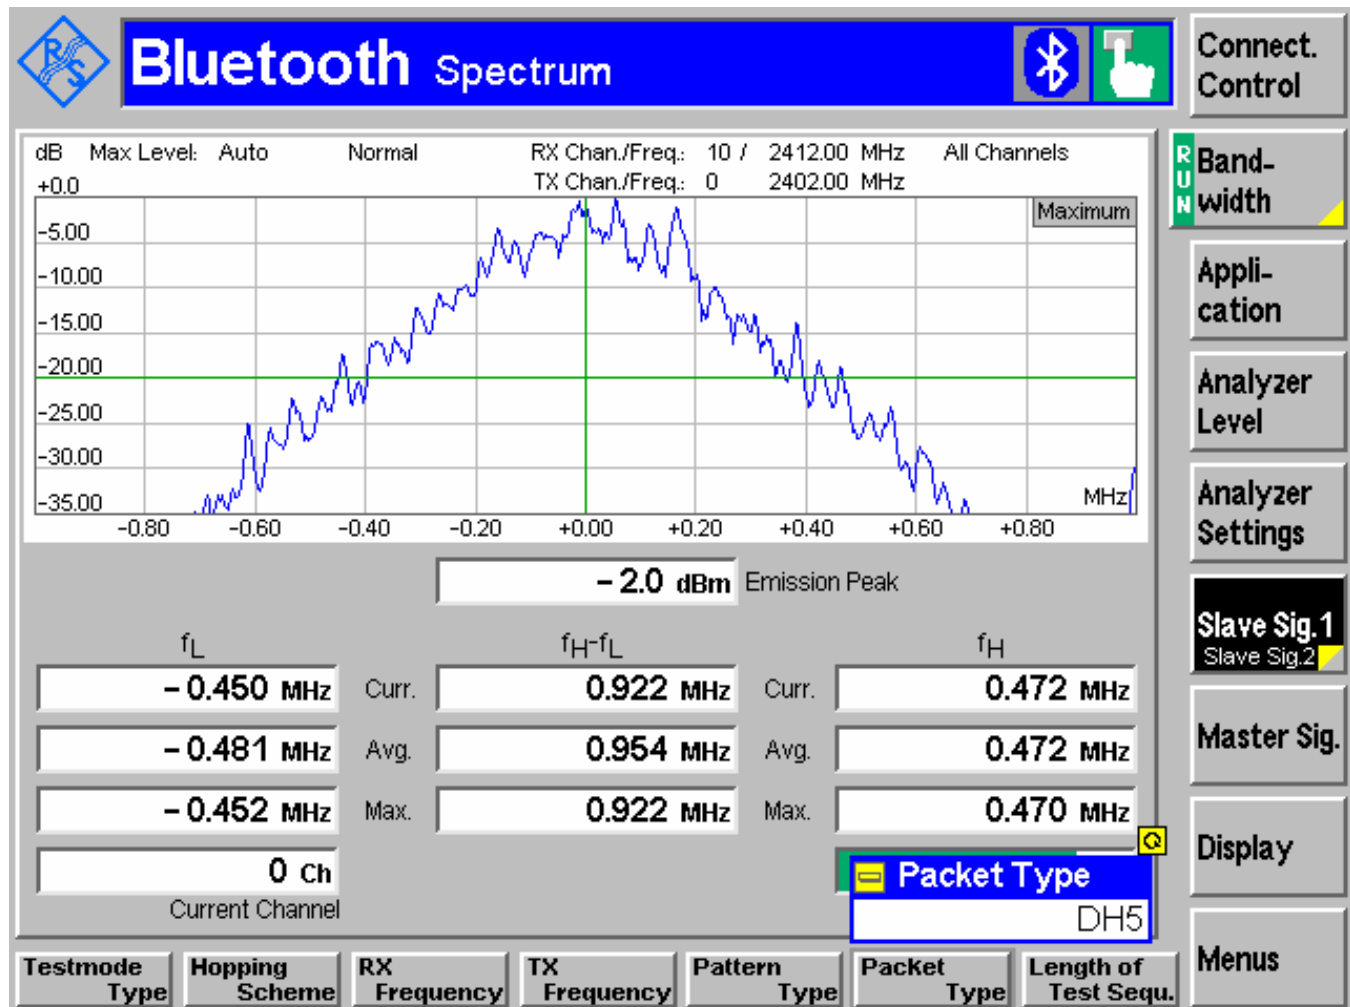 R S
Bluetooth Spectrum
Connect.
Control
dB Max Level: Auto Normal RX Chan./Freq.: 10 / 2412.00 MHz All Channels
+0.0 TX Chan./Freq.: 0 2402.00 MHz
Maximum
-5.00
-10.00
-15.00
-20.00
-25.00
-30.00
-35.00
MHz
-0.80 -0.60 -0.40 -0.20 +0.00 +0.20 +0.40 +0.60 +0.80
RUN
Band-
width
Appli-
cation
Analyzer
Level
Analyzer
Settings
Slave Sig.1
Slave Sig.2
Master Sig.
Display
Menus
-2.0 dBm Emission Peak
fL fH-fL fH
-0.450 MHz Curr. 0.922 MHz Curr. 0.472 MHz
-0.481 MHz Avg. 0.954 MHz Avg. 0.472 MHz
-0.452 MHz Max. 0.922 MHz Max. 0.470 MHz
0 Ch
Current Channel
Packet Type
DH5
Testmode
Type
Hopping
Scheme
RX
Frequency
TX
Frequency
Pattern
Type
Packet
Type
Length of
Test Sequ.